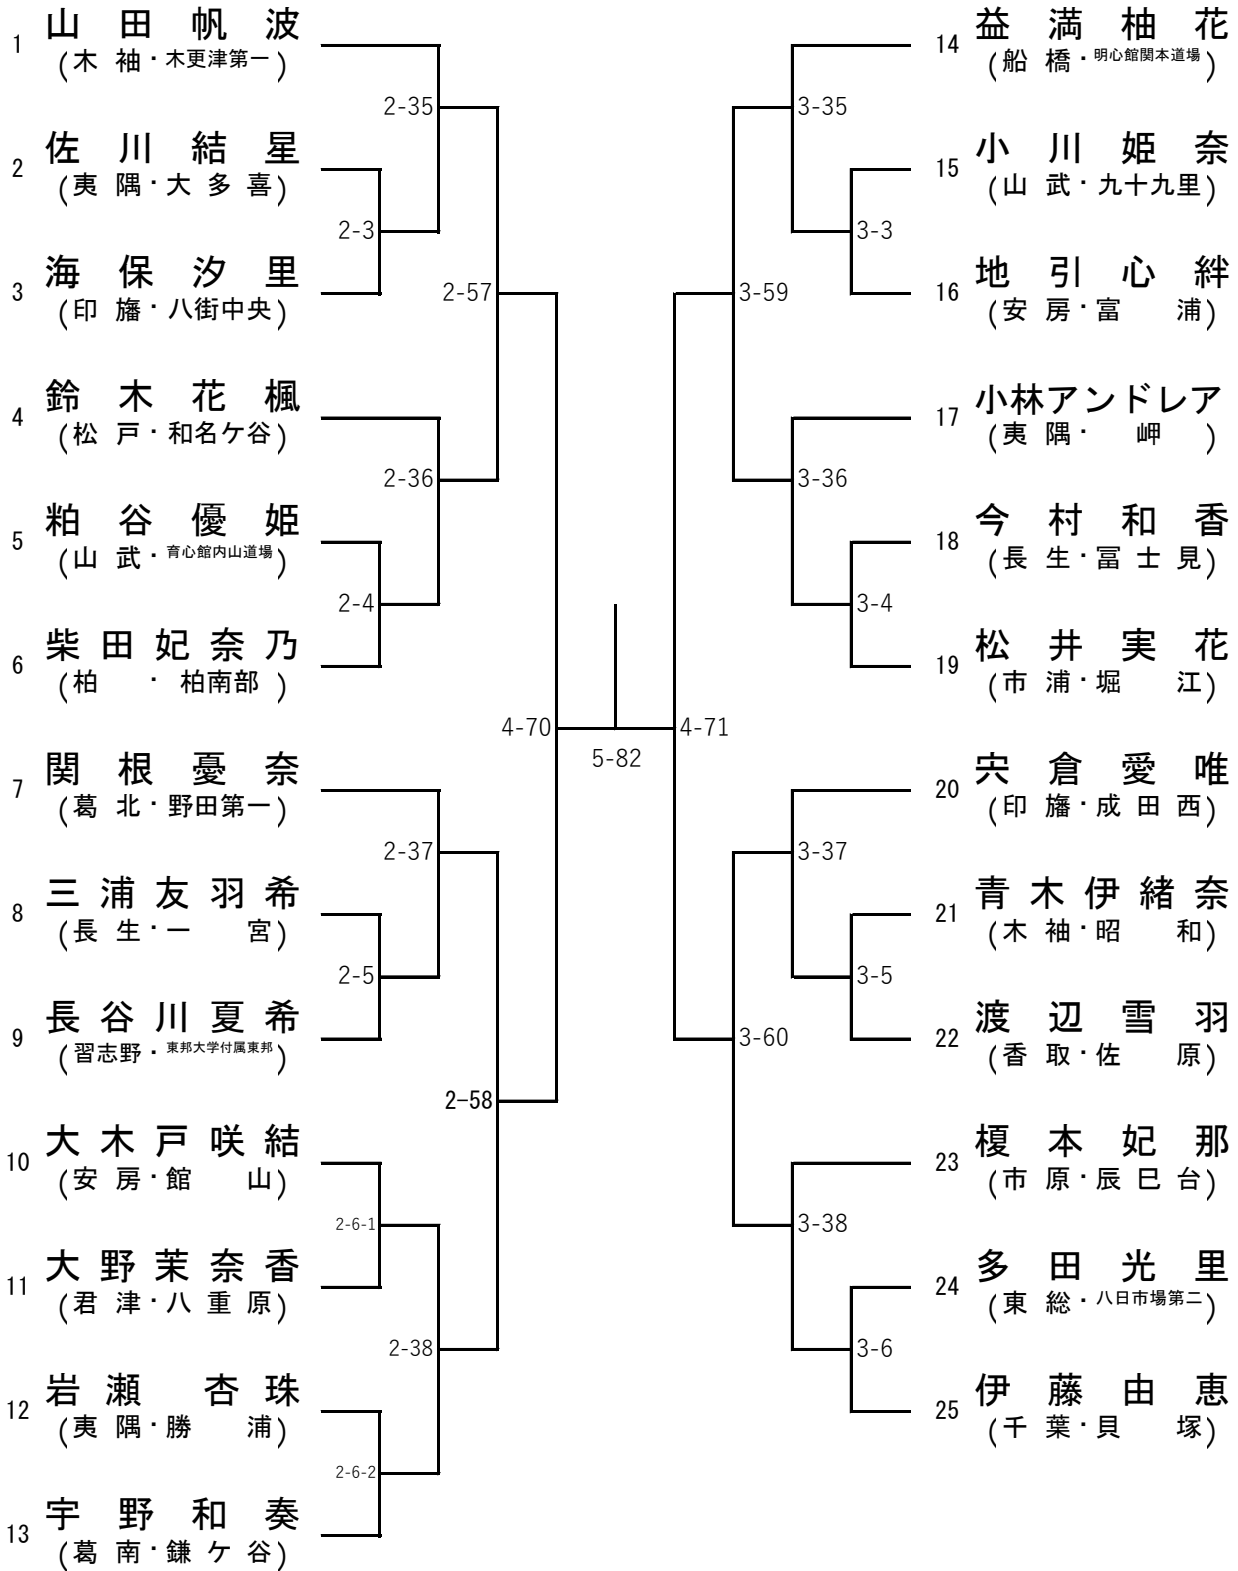 1 山田帆波
(木袖・木更津第一)
2-35
2 佐川結星
(夷隅・大多喜)
2-3
3 海保汐里
(印旛・八街中央)
2-57
4 鈴木花楓
(松戸・和名ケ谷)
2-36
5 粕谷優姫
(山武・育心館内山道場)
2-4
6 柴田妃奈乃
(柏・柏南部)
4-70
7 関根憂奈
(葛北・野田第一)
2-37
8 三浦友羽希
(長生・一宮)
2-5
9 長谷川夏希
(習志野・東邦大学付属東邦)
2-58
10 大木戸咲結
(安房・館山)
2-6-1
11 大野茉奈香
(君津・八重原)
2-38
12 岩瀬杏珠
(夷隅・勝浦)
2-6-2
13 宇野和奏
(葛南・鎌ケ谷)
5-82
14 益満柚花
(船橋・明心館関本道場)
3-35
15 小川姫奈
(山武・九十九里)
3-3
16 地引心絆
(安房・富浦)
3-59
17 小林アンドレア
(夷隅・岬)
3-36
18 今村和香
(長生・冨士見)
3-4
19 松井実花
(市浦・堀江)
4-71
20 宍倉愛唯
(印旛・成田西)
3-37
21 青木伊緒奈
(木袖・昭和)
3-5
22 渡辺雪羽
(香取・佐原)
3-60
23 榎本妃那
(市原・辰巳台)
3-38
24 多田光里
(東総・八日市場第二)
3-6
25 伊藤由恵
(千葉・貝塚)